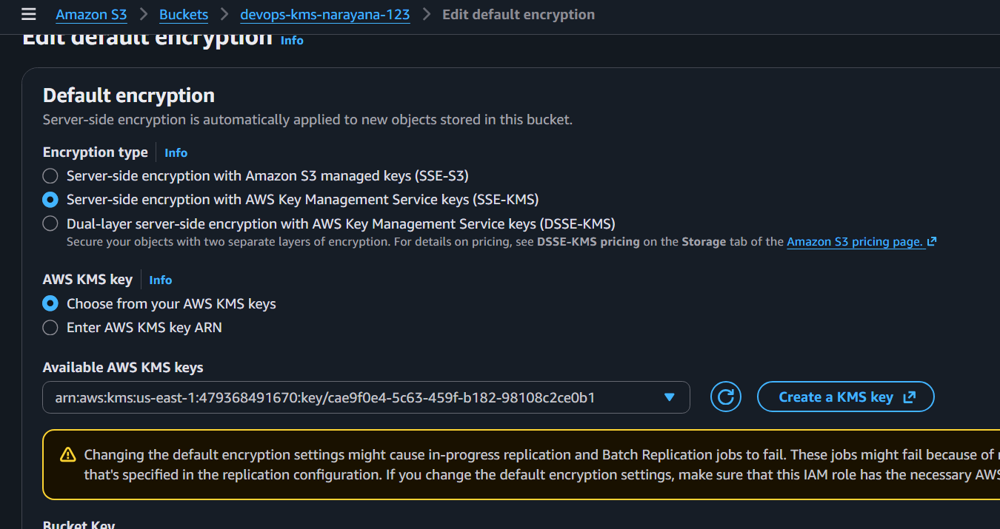 Amazon S3 > Buckets > devops-kms-narayana-123 > Edit default encryption
Edit default encryption Info
Default encryption
Server-side encryption is automatically applied to new objects stored in this bucket.
Encryption type Info
Server-side encryption with Amazon S3 managed keys (SSE-S3)
Server-side encryption with AWS Key Management Service keys (SSE-KMS)
Dual-layer server-side encryption with AWS Key Management Service keys (DSSE-KMS)
Secure your objects with two separate layers of encryption. For details on pricing, see DSSE-KMS pricing on the Storage tab of the Amazon S3 pricing page.
AWS KMS key Info
Choose from your AWS KMS keys
Enter AWS KMS key ARN
Available AWS KMS keys
arn:aws:kms:us-east-1:479368491670:key/cae9f0e4-5c63-459f-b182-98108c2ce0b1 Create a KMS key
Changing the default encryption settings might cause in-progress replication and Batch Replication jobs to fail. These jobs might fail because of
that's specified in the replication configuration. If you change the default encryption settings, make sure that this IAM role has the necessary AWS
Bucket Key